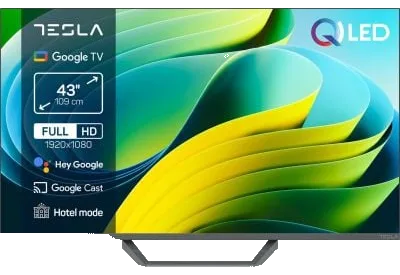 TESLA
QLED
Google TV
43"
109 cm
FULL HD
1920x1080
Hey Google
Google Cast
Hotel mode
TESLA